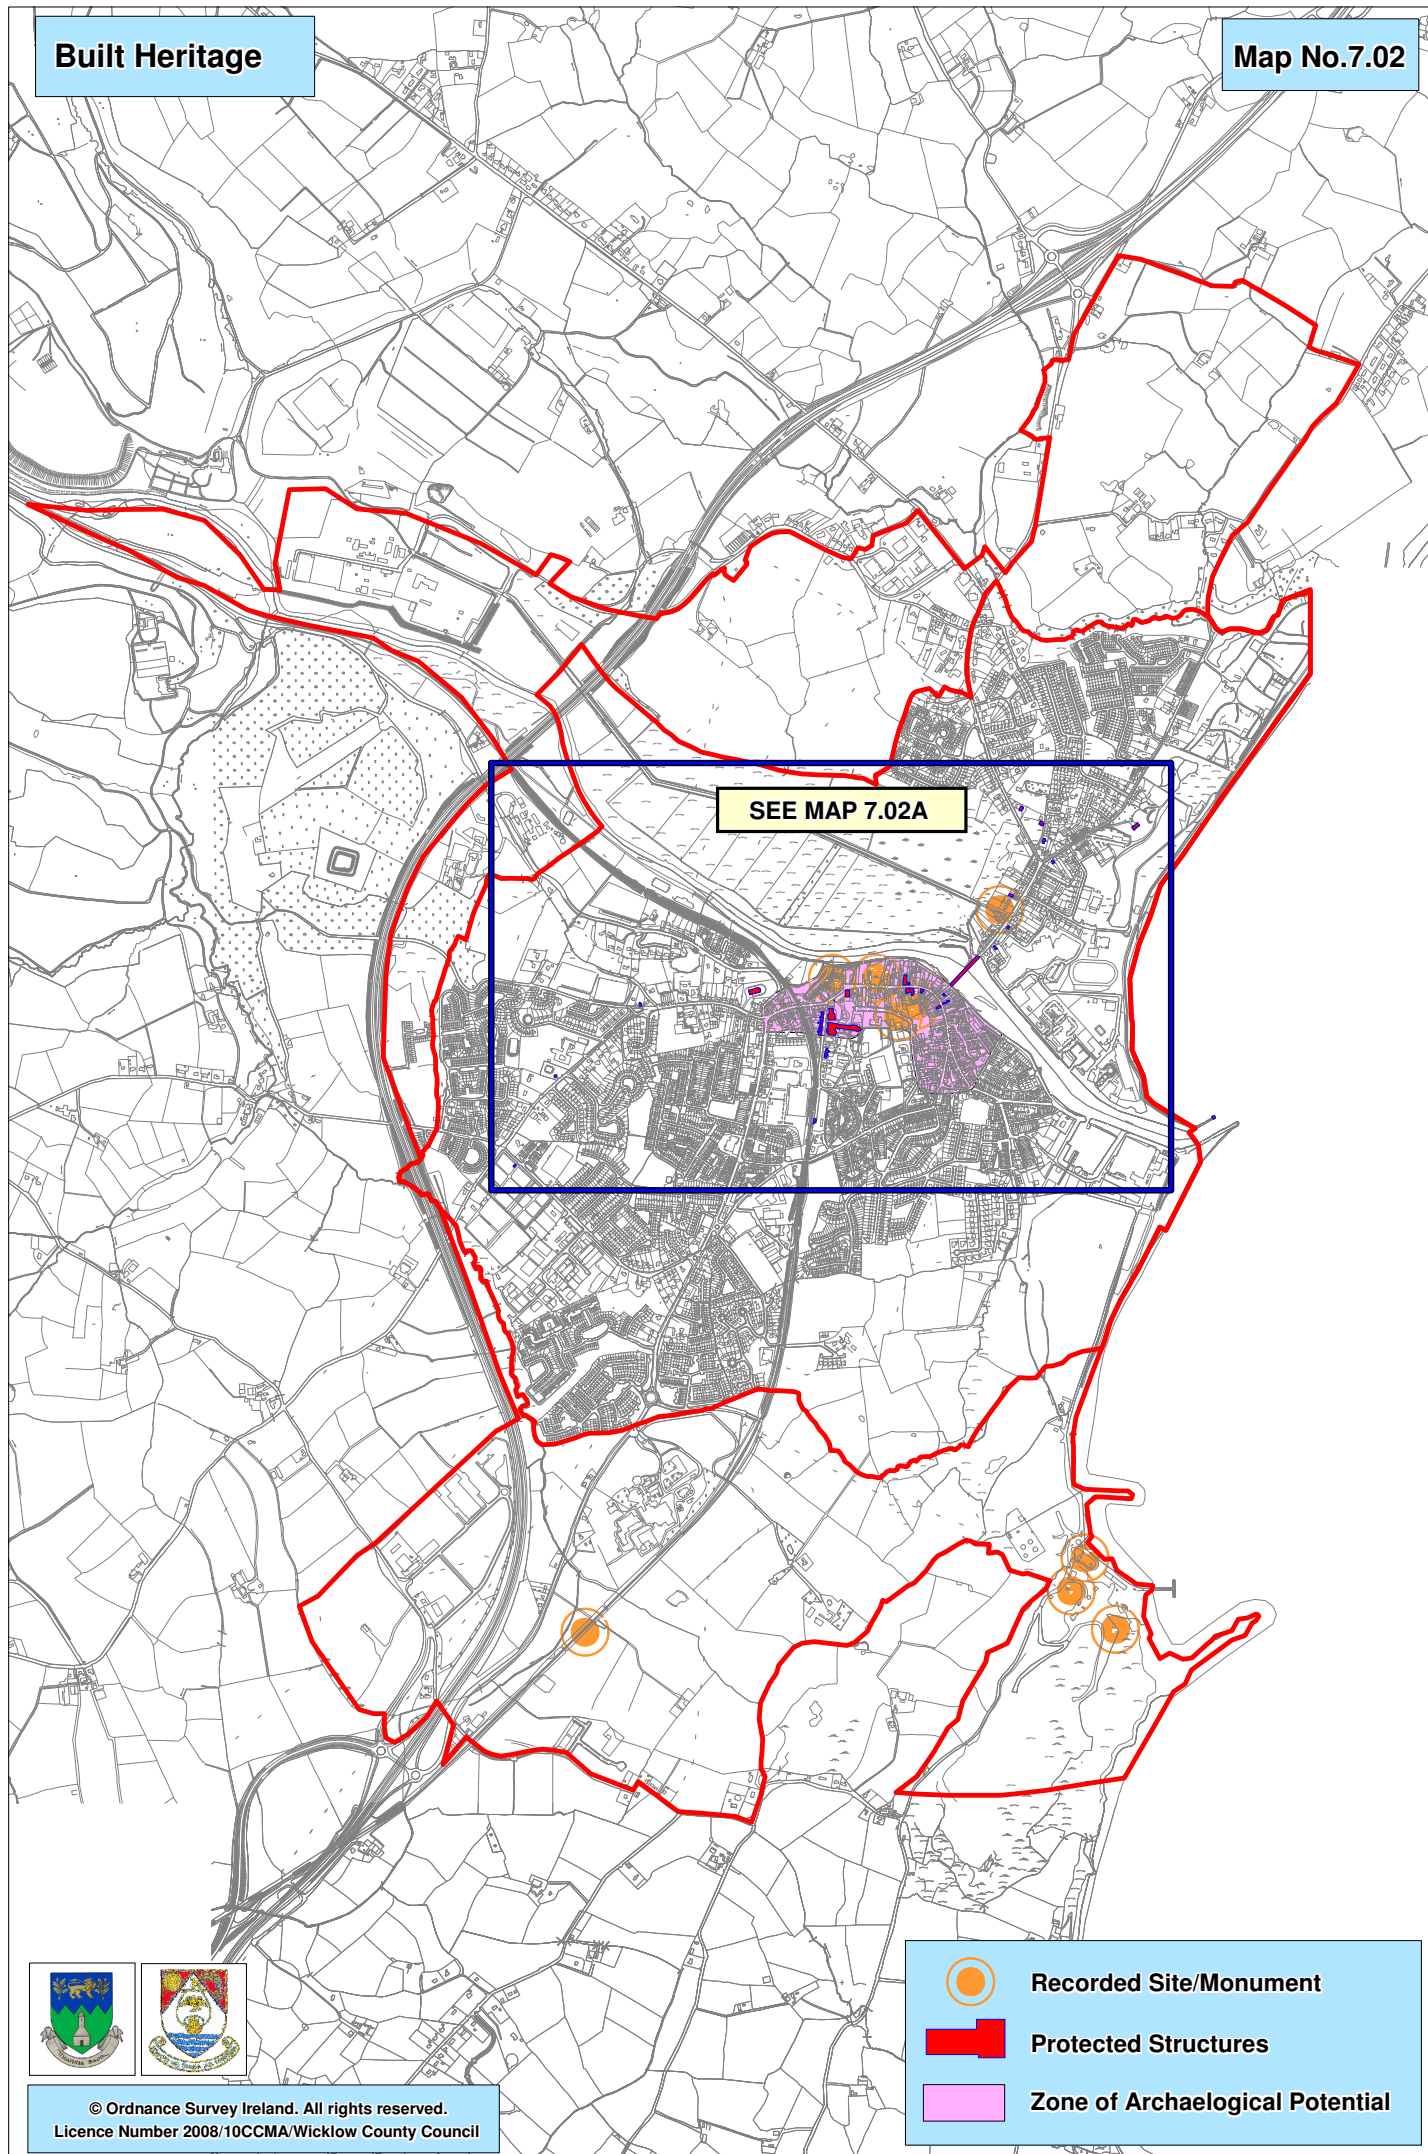 Built Heritage
Map No.7.02
SEE MAP 7.02A
Recorded Site/Monument
Protected Structures
Zone of Archaelogical Potential
© Ordnance Survey Ireland. All rights reserved.
Licence Number 2008/10CCMA/Wicklow County Council